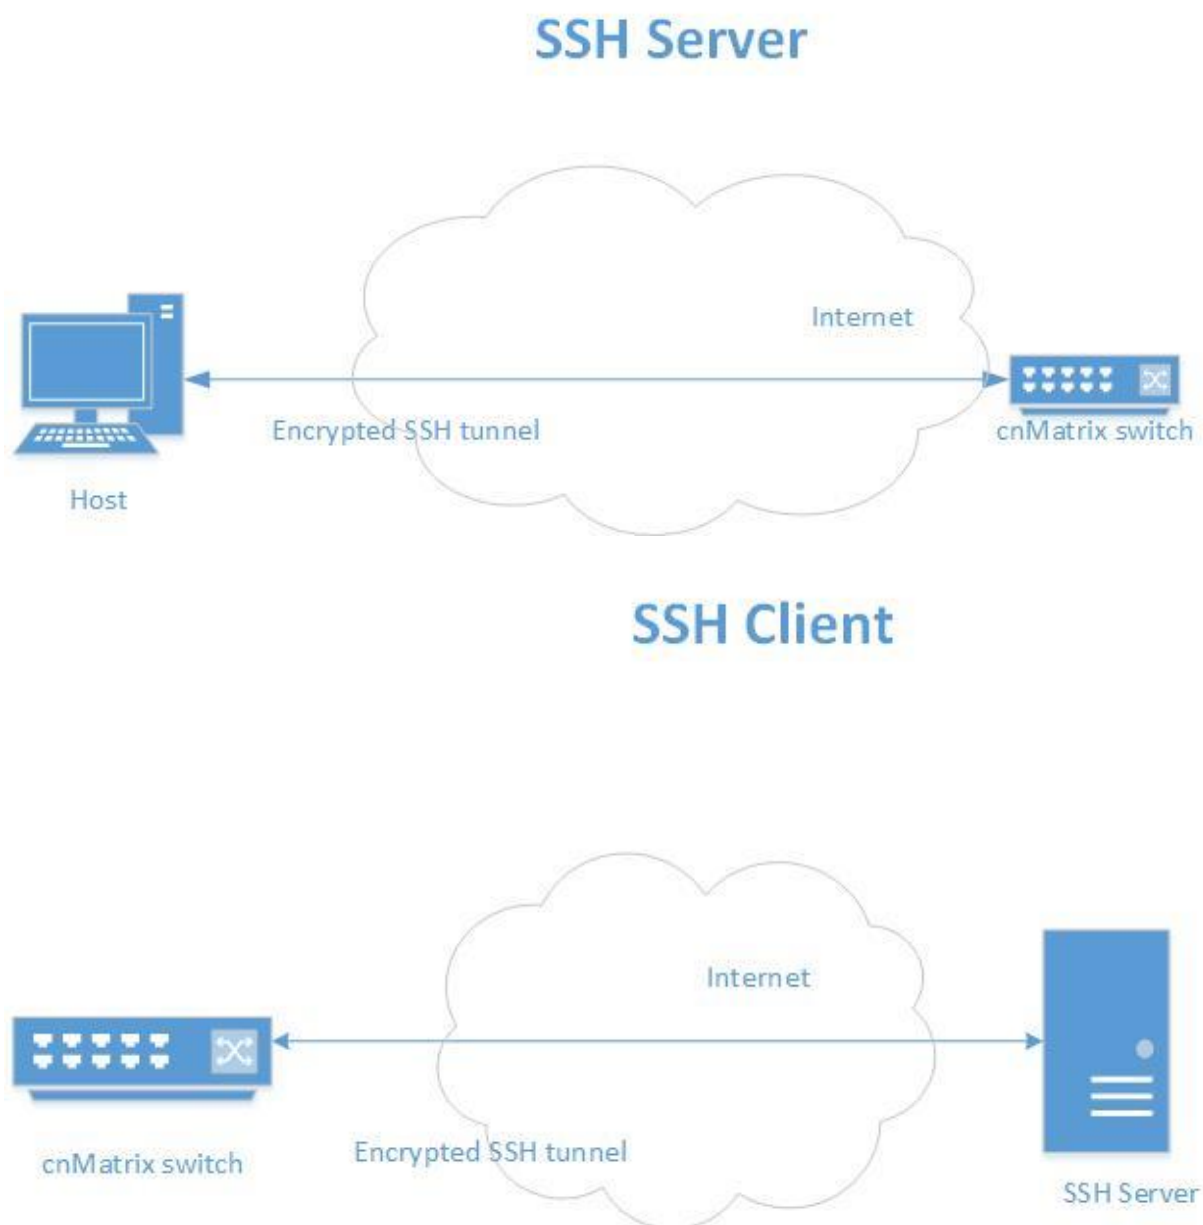 SSH Server
Internet
Encrypted SSH tunnel
cnMatrix switch
Host
SSH Client
Internet
Encrypted SSH tunnel
cnMatrix switch
SSH Server